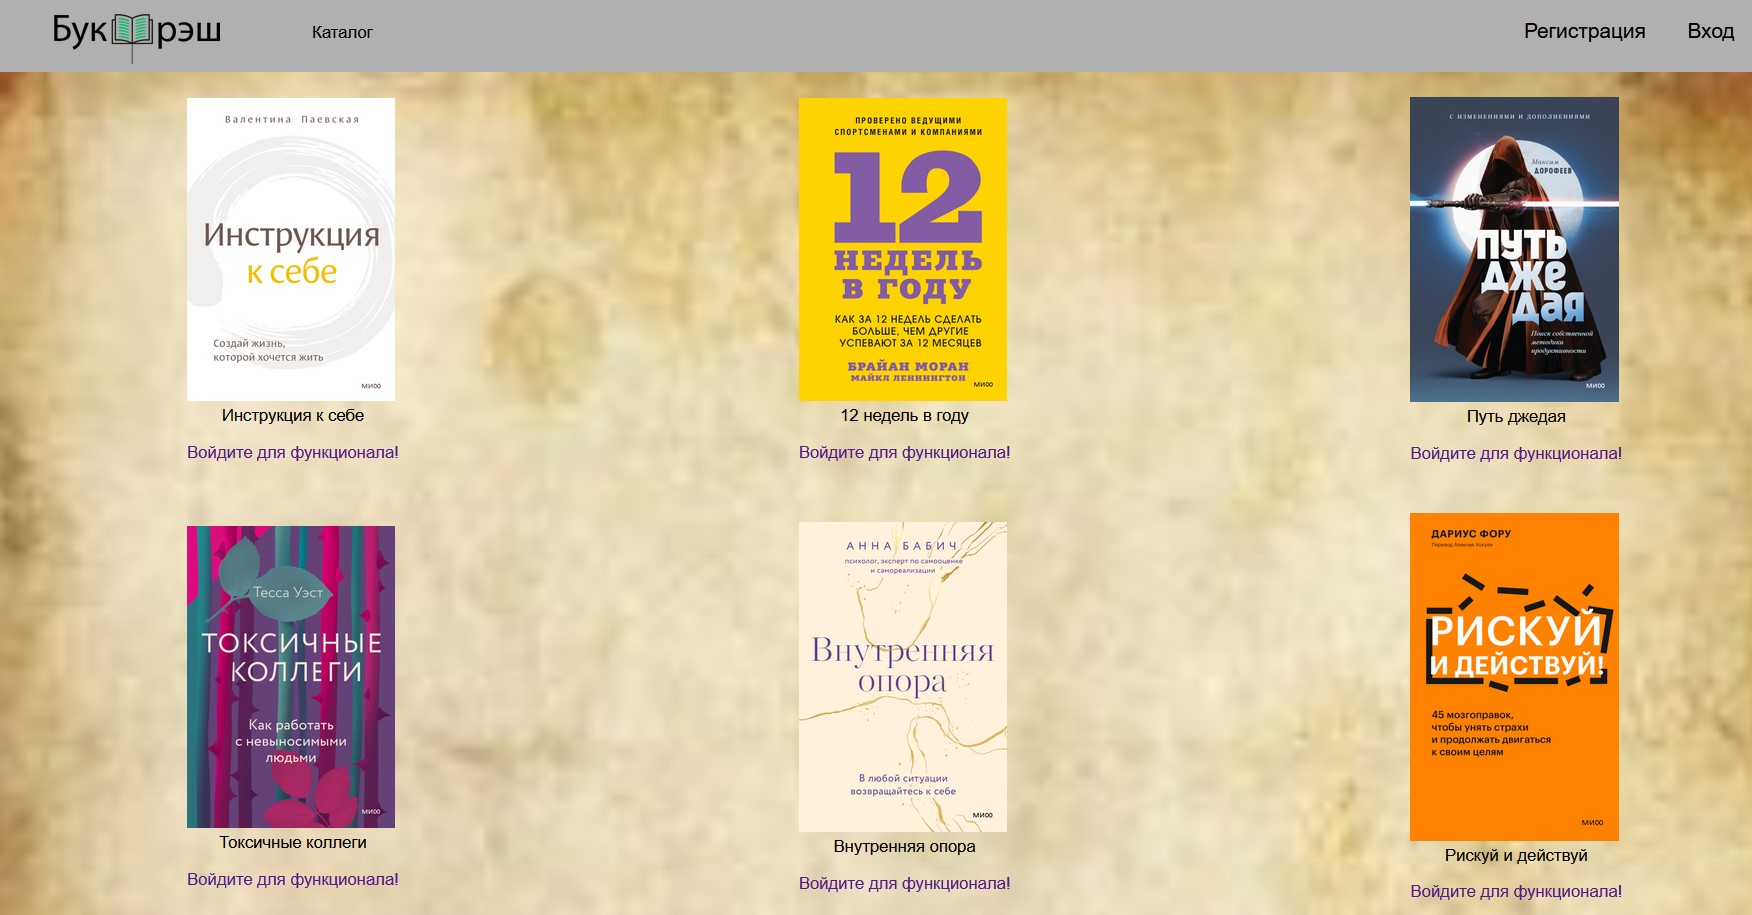 Бук рэш
Каталог
Регистрация
Вход
Валентина Паевская
Инструкция
к себе
Создай жизнь,
которой хочется жить
МИФ
Инструкция к себе
Войдите для функционала!
ПРОВЕРЕНО ВЕДУЩИМИ
СПОРТСМЕНАМИ И КОМПАНИЯМИ
12
НЕДЕЛЬ
В ГОДУ
КАК ЗА 12 НЕДЕЛЬ СДЕЛАТЬ
БОЛЬШЕ, ЧЕМ ДРУГИЕ
УСПЕВАЮТ ЗА 12 МЕСЯЦЕВ
БРАЙАН МОРАН
МАЙКЛ ЛЕННИНГТОН
МИФ
12 недель в году
Войдите для функционала!
С ИЗМЕНЕНИЯМИ И ДОПОЛНЕНИЯМИ
Максим
ДОРОФЕЕВ
ПУТЬ
ДЖЕ
ДАЯ
Поиск собственной
методики
продуктивности
МИФ
Путь джедая
Войдите для функционала!
Тесса Уэст
ТОКСИЧНЫЕ
КОЛЛЕГИ
Как работать
с невыносимыми
людьми
МИФ
Токсичные коллеги
Войдите для функционала!
АННА БАБИЧ
психолог, эксперт по самооценке
и самореализации
Внутренняя
опора
В любой ситуации
возвращайтесь к себе
МИФ
Внутренняя опора
Войдите для функционала!
ДАРИУС ФОРУ
РИСКУЙ
И ДЕЙСТВУЙ!
45 мозгоправок,
чтобы унять страхи
и продолжать двигаться
к своим целям
МИФ
Рискуй и действуй
Войдите для функционала!